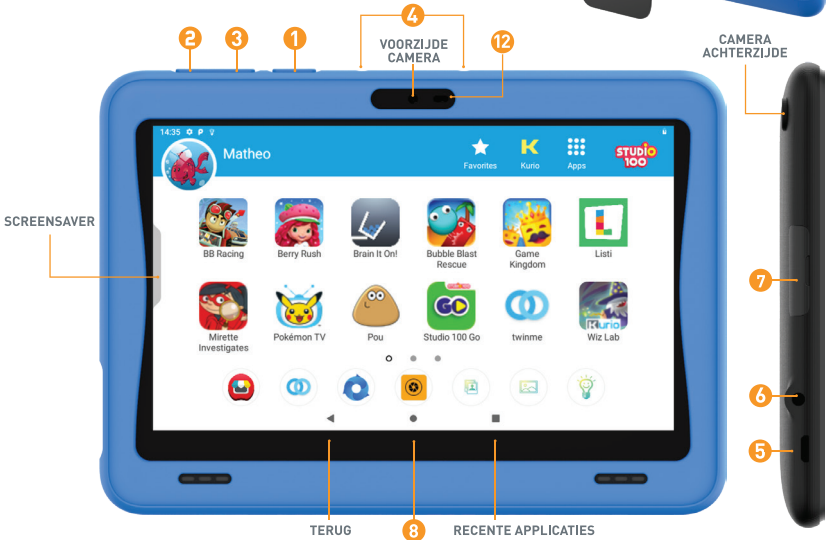 4
2
3
1
VOORZIJDE
CAMERA
12
CAMERA
ACHTERZIJDE
14:35
Matheo
Favorites
K
Kurio
Apps
STUDIO
100
SCREENSAVER
BB Racing
Berry Rush
Brain It On!
Bubble Blast
Rescue
Game
Kingdom
Listi
7
GO
Kurio
Mirette
Investigates
Pokémon TV
Pou
Studio 100 Go
twinme
Wiz Lab
6
5
TERUG
8
RECENTE APPLICATIES